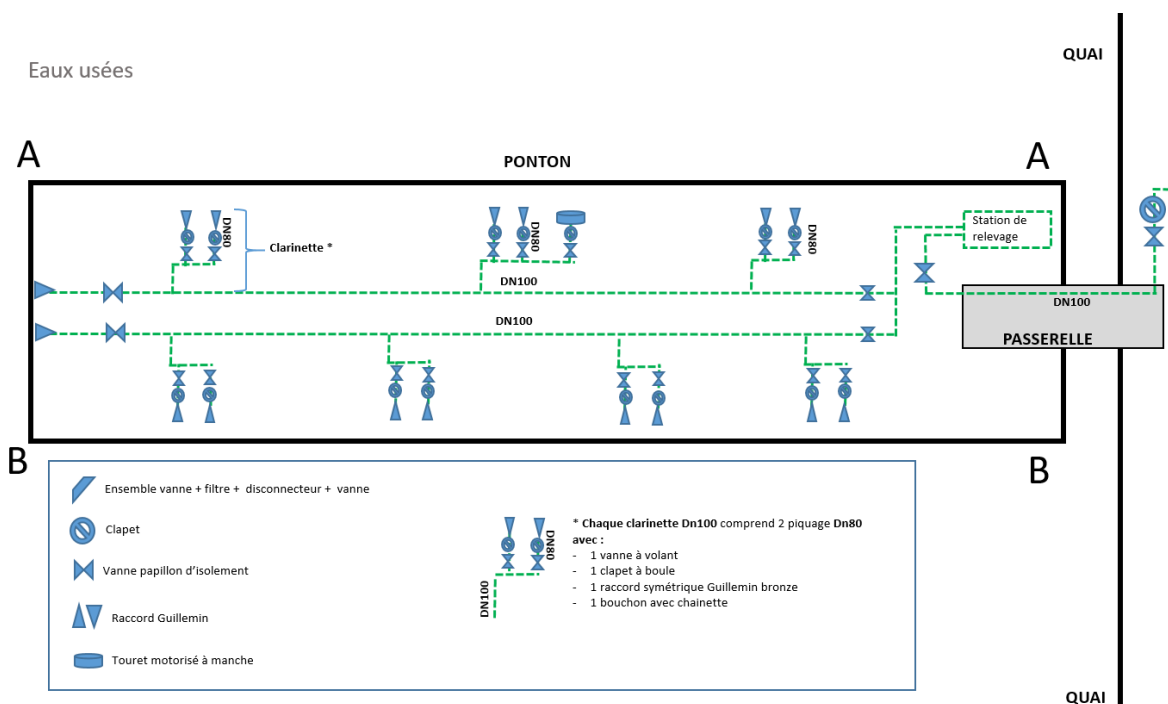 QUAI
Eaux usées
A
PONTON
A
DN80
Clarinette *
DN80
DN80
Station de
relevage
DN100
DN100
DN100
PASSERELLE
B
B
Ensemble vanne + filtre +  disconnecteur +  vanne
Clapet
Vanne papillon d'isolement
Raccord Guillemin
Touret motorisé à manche
DN80
DN100
* Chaque clarinette Dn100 comprend 2 piquage Dn80
avec :
- 1 vanne à volant
- 1 clapet à boule
- 1 raccord symétrique Guillemin bronze
- 1 bouchon avec chainette
QUAI